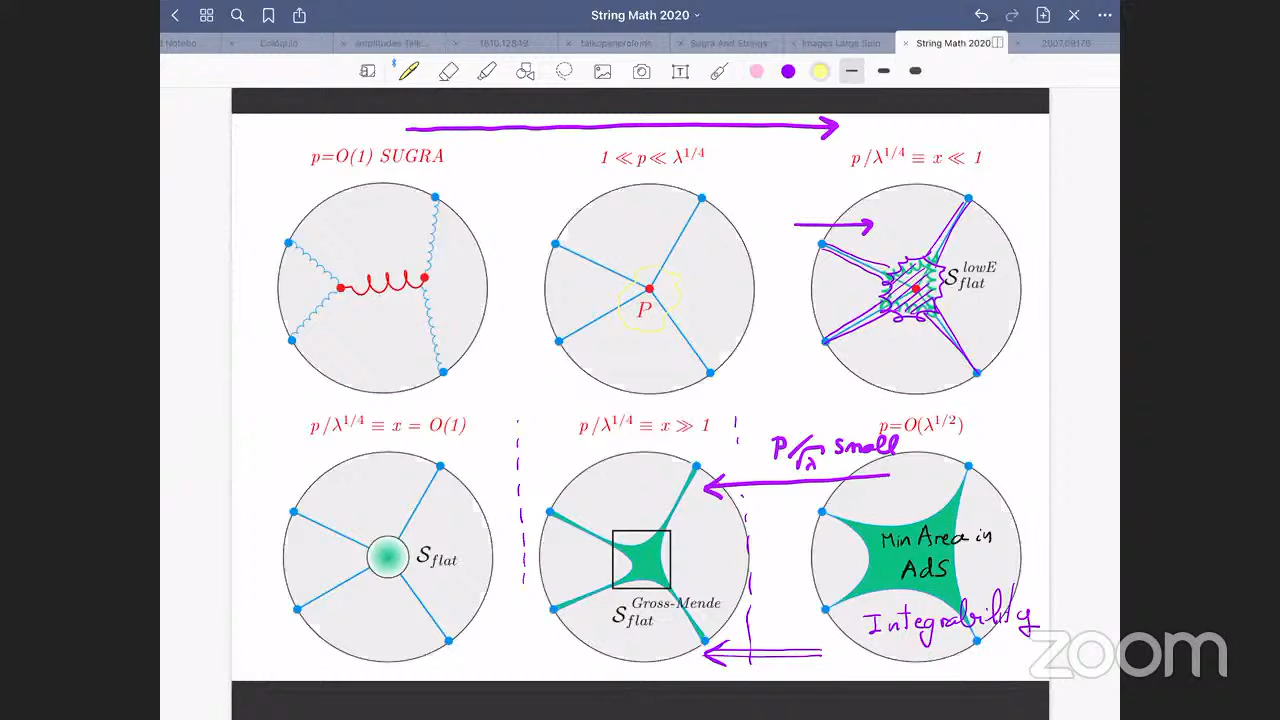 String Math 2020
Colóquio
amplitudes Talk...
1810.12849
Sugra And Strings
Images Large Spin
String Math 2020
2007.09176
T
p=O(1) SUGRA
1 ≪ p ≪ λ^{1/4}
p/λ^{1/4} ≡ x ≪ 1
P
S_{flat}^{lowE}
p/λ^{1/4} ≡ x = O(1)
p/λ^{1/4} ≡ x ≫ 1
p=O(λ^{1/2})
P/√λ small
S_{flat}
S_{flat}^{Gross-Mende}
Min Area in
AdS
Integrability
zoom